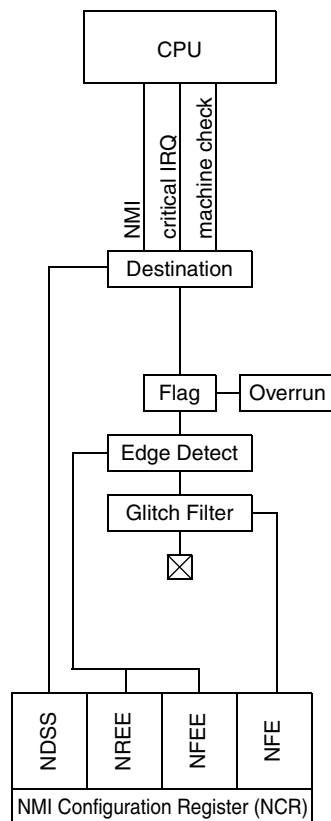 CPU
NMI
critical IRQ
machine check
Destination
Flag
Overrun
Edge Detect
Glitch Filter
NDSS
NREE
NFEE
NFE
NMI Configuration Register (NCR)